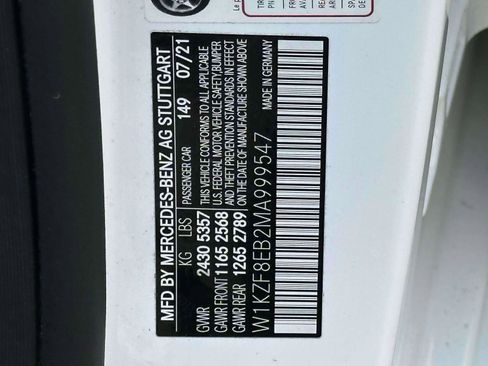 MFD BY MERCEDES-BENZ AG STUTTGART
KG LBS PASSENGER CAR 149 07/21
GVWR 2430 5357 THIS VEHICLE CONFORMS TO ALL APPLICABLE
U.S. FEDERAL MOTOR VEHICLE SAFETY,BUMPER
GAWR FRONT 1165 2568 AND THEFT PREVENTION STANDARDS IN EFFECT
GAWR REAR 1265 2789 ON THE DATE OF MANUFACTURE SHOWN ABOVE
W1KZF8EB2MA999547 MADE IN GERMANY